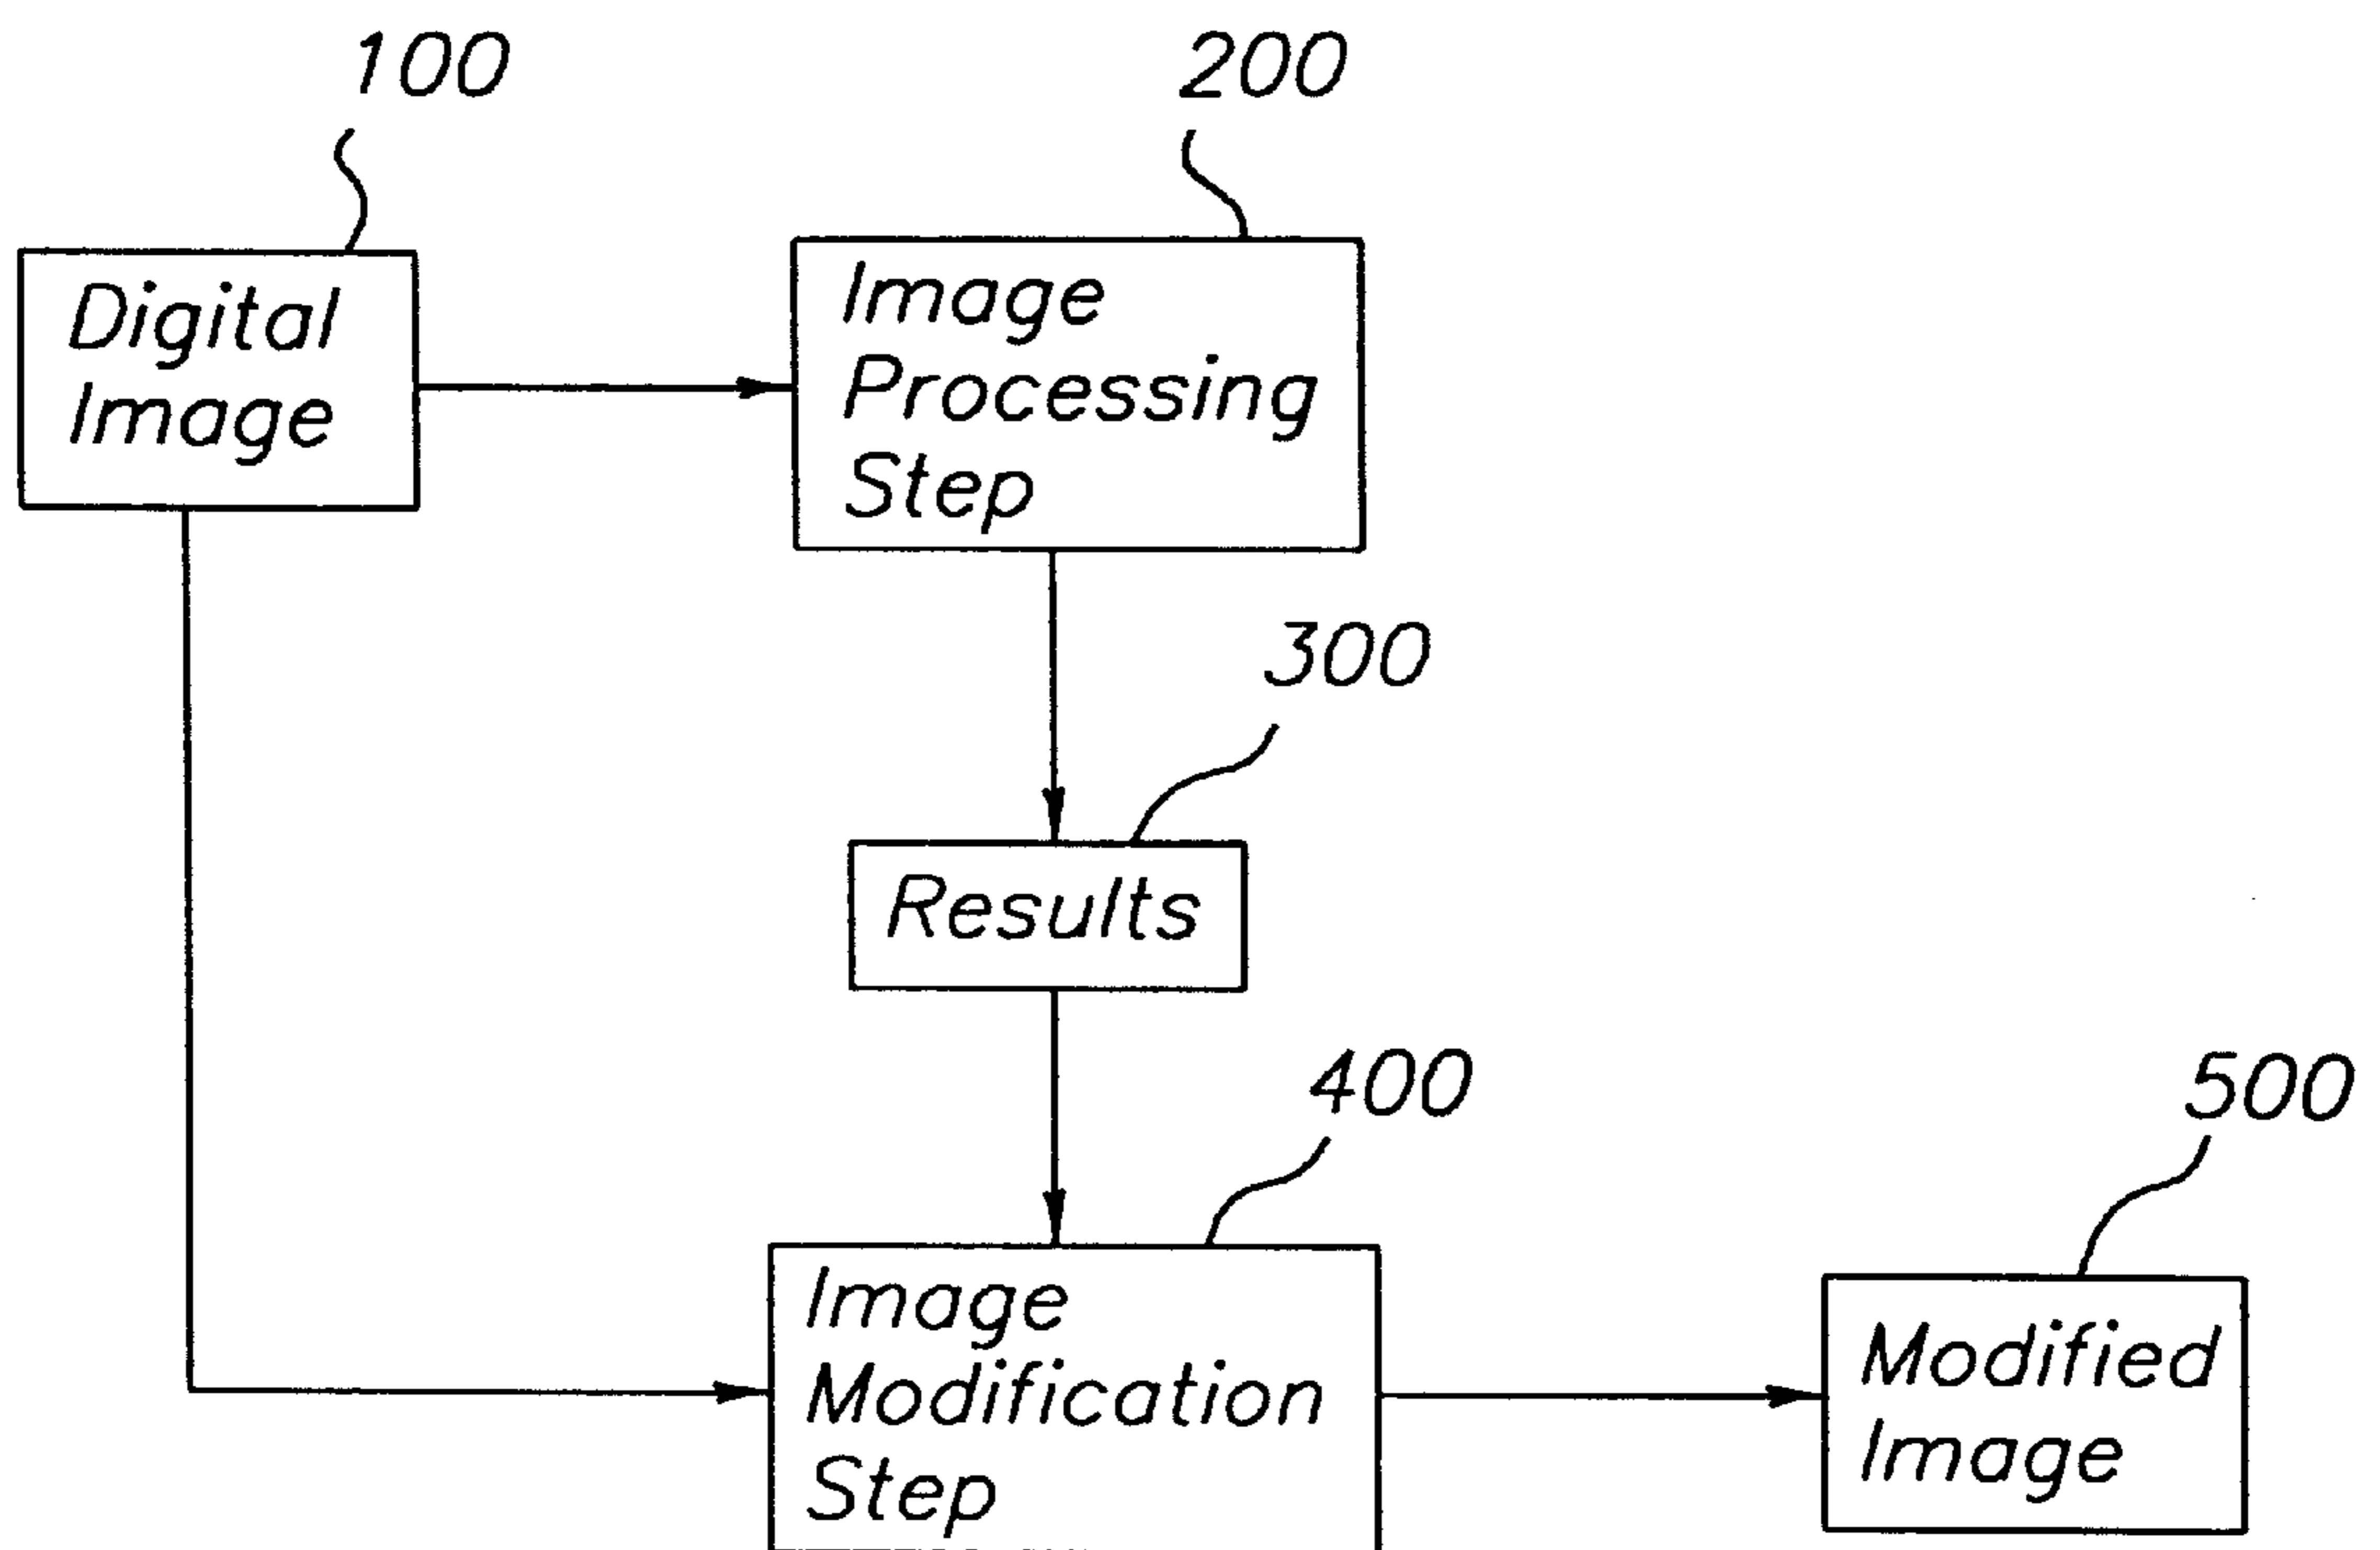 100
200
Digital
Image
Image
Processing
Step
300
Results
400
500
Image
Modification
Step
Modified
Image